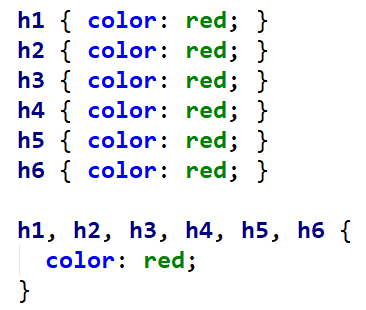 h1 { color: red; }
h2 { color: red; }
h3 { color: red; }
h4 { color: red; }
h5 { color: red; }
h6 { color: red; }

h1, h2, h3, h4, h5, h6 {
  color: red;
}